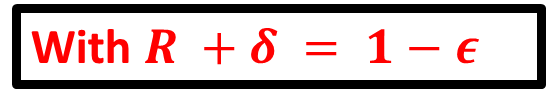 With R + δ = 1 − ϵ